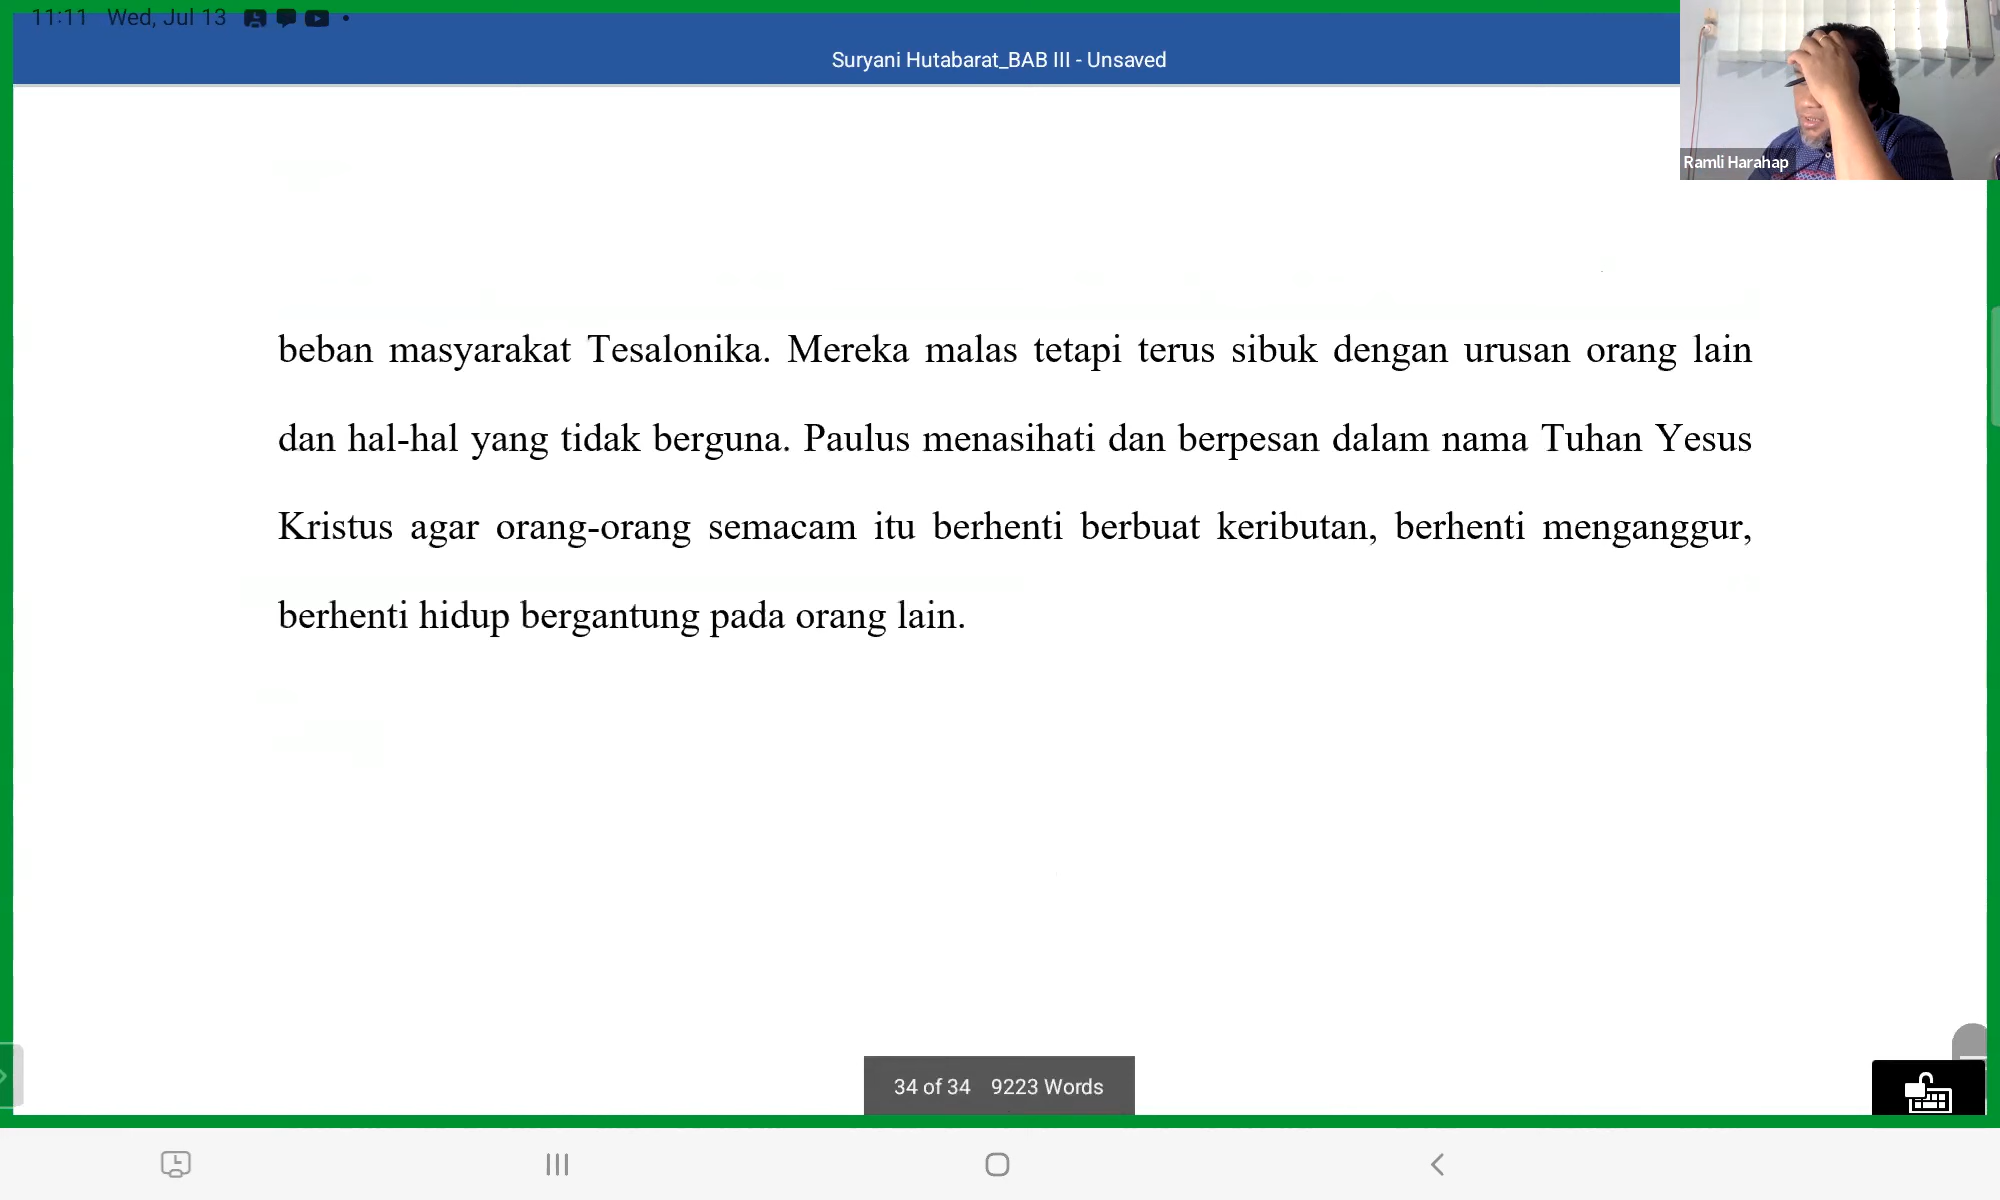 11:11 Wed, Jul 13
Suryani Hutabarat_BAB III - Unsaved
Ramli Harahap
beban masyarakat Tesalonika. Mereka malas tetapi terus sibuk dengan urusan orang lain
dan hal-hal yang tidak berguna. Paulus menasihati dan berpesan dalam nama Tuhan Yesus
Kristus agar orang-orang semacam itu berhenti berbuat keributan, berhenti menganggur,
berhenti hidup bergantung pada orang lain.
34 of 34 9223 Words